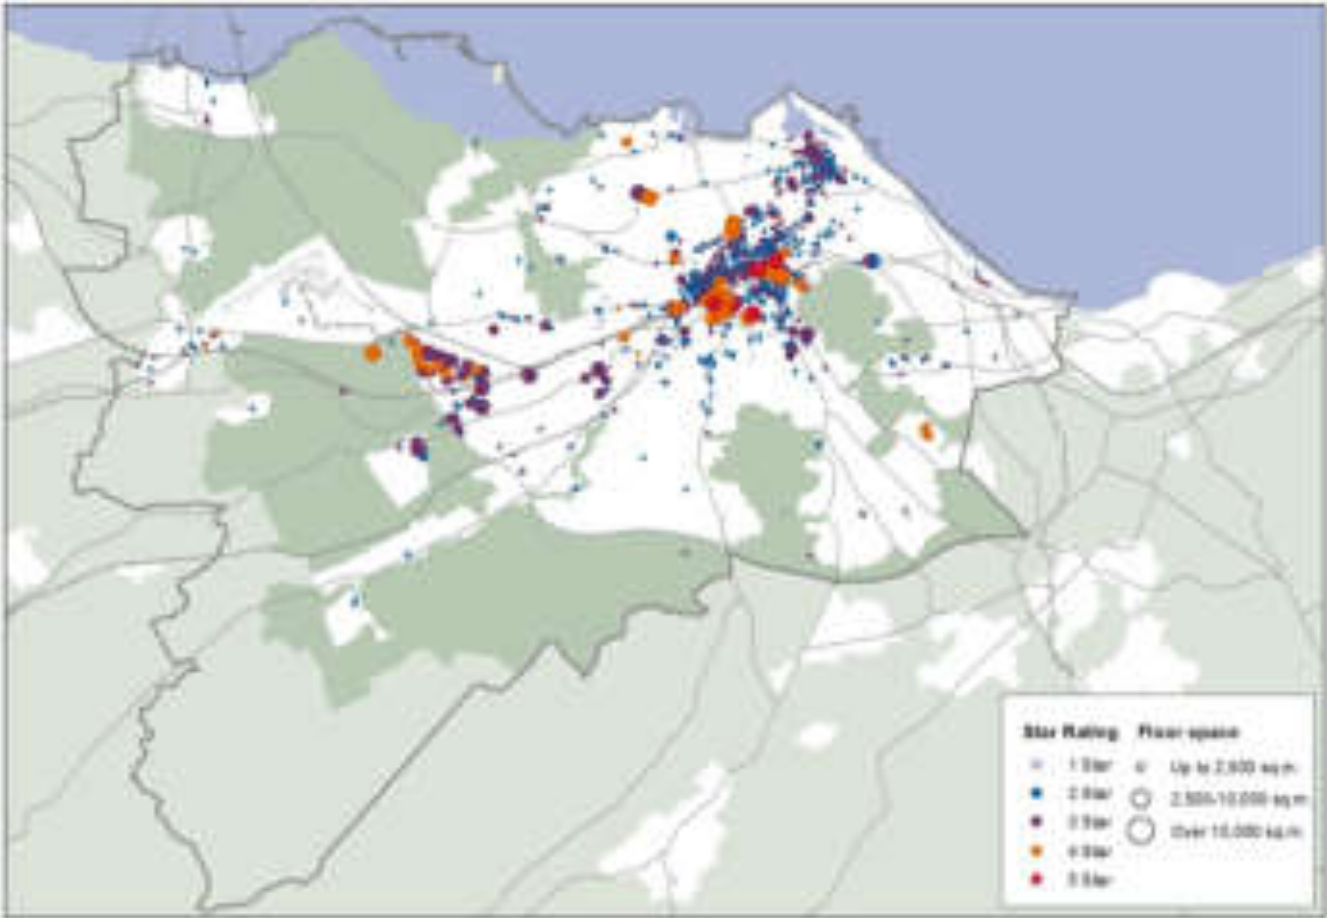 Star Rating
Floor space
1 Star
Up to 2,500 sq m
2 Star
2,500-10,000 sq m
3 Star
Over 10,000 sq m
4 Star
5 Star